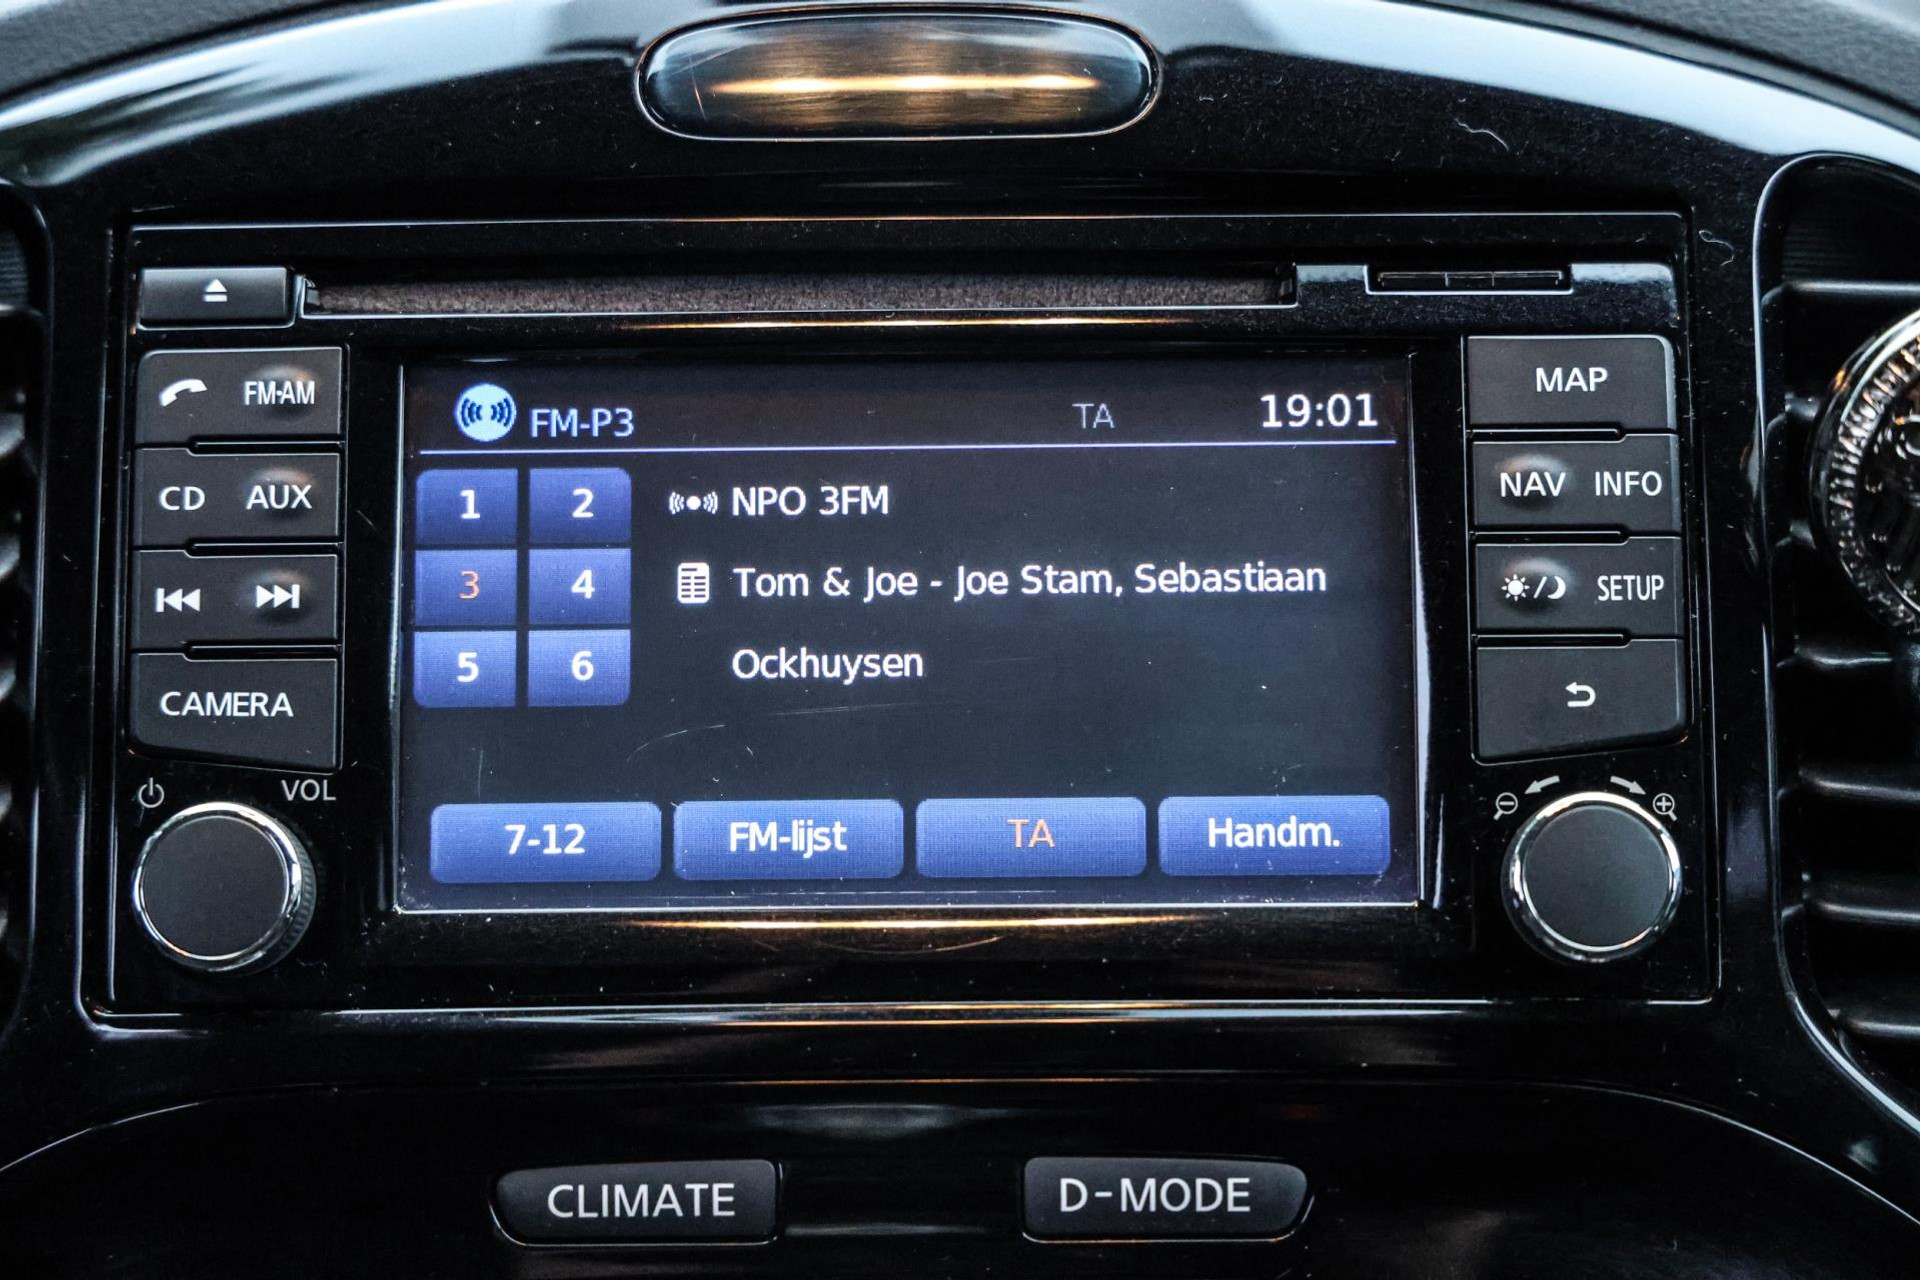 FM-AM
CD AUX
CAMERA
VOL
FM-P3 TA 19:01
1 2 NPO 3FM
3 4 Tom & Joe - Joe Stam, Sebastiaan
5 6 Ockhuysen
7-12 FM-lijst TA Handm.
MAP
NAV INFO
SETUP
CLIMATE D-MODE